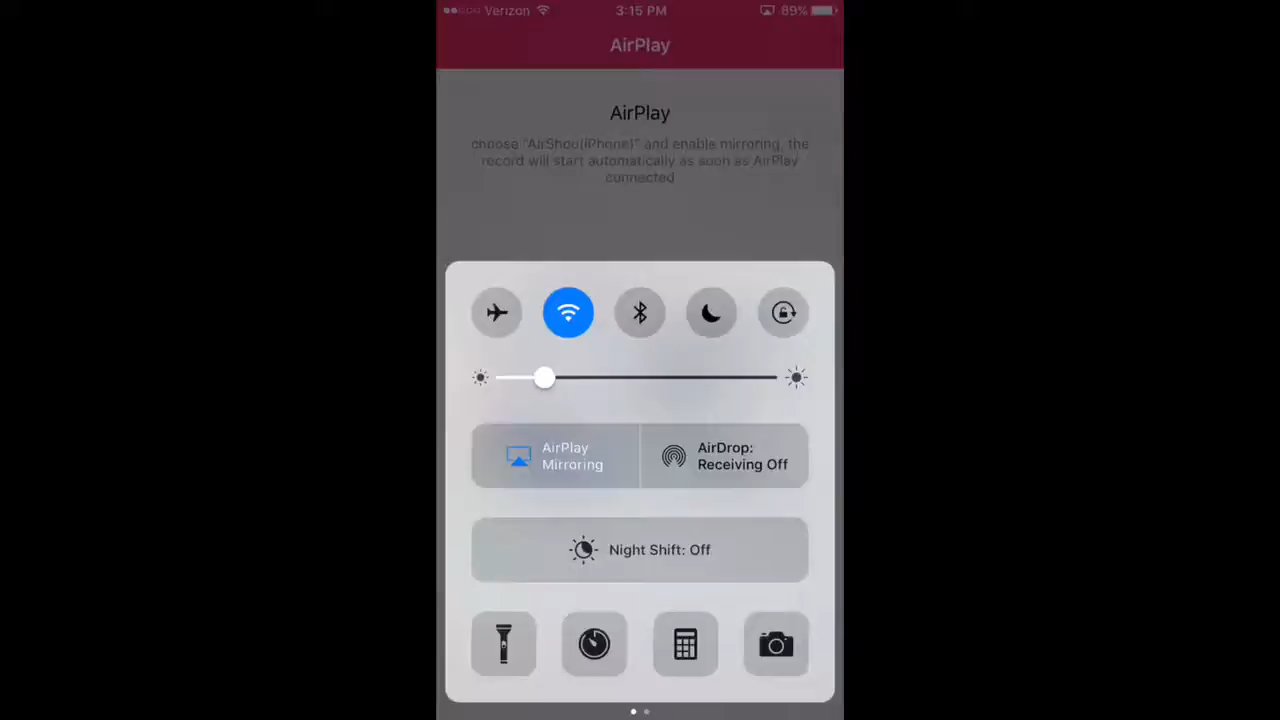 Verizon 3:15 PM 89%
AirPlay
AirPlay
choose "AirShou(iPhone)" and enable mirroring, the
record will start automatically as soon as AirPlay
connected
AirPlay
Mirroring
AirDrop:
Receiving Off
Night Shift: Off